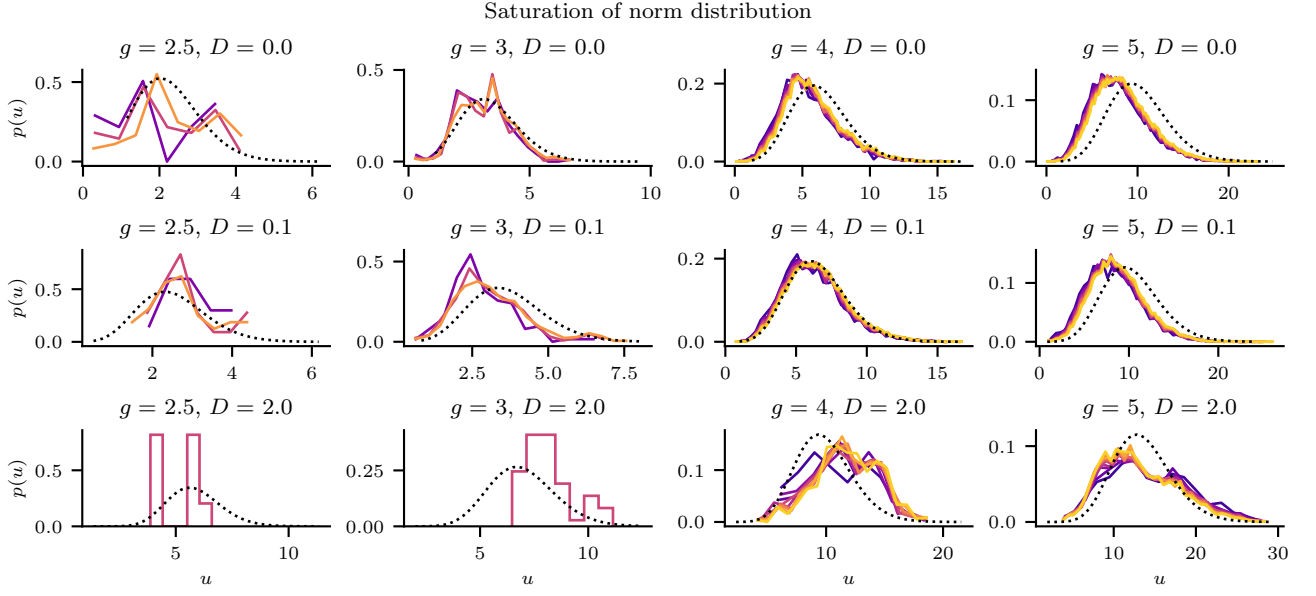 Saturation of norm distribution
g = 2.5, D = 0.0
g = 3, D = 0.0
g = 4, D = 0.0
g = 5, D = 0.0
p(u)
0.5
0.0
0 2 4 6
0.5
0.0
0 5 10
0.2
0.0
0 5 10 15
0.1
0.0
0 10 20
g = 2.5, D = 0.1
g = 3, D = 0.1
g = 4, D = 0.1
g = 5, D = 0.1
p(u)
0.5
0.0
2 4 6
0.5
0.0
2.5 5.0 7.5
0.2
0.0
0 5 10 15
0.1
0.0
0 10 20
g = 2.5, D = 2.0
g = 3, D = 2.0
g = 4, D = 2.0
g = 5, D = 2.0
p(u)
0.5
0.0
5 10
u
0.25
0.00
5 10
u
0.1
0.0
10 20
u
0.1
0.0
10 20 30
u